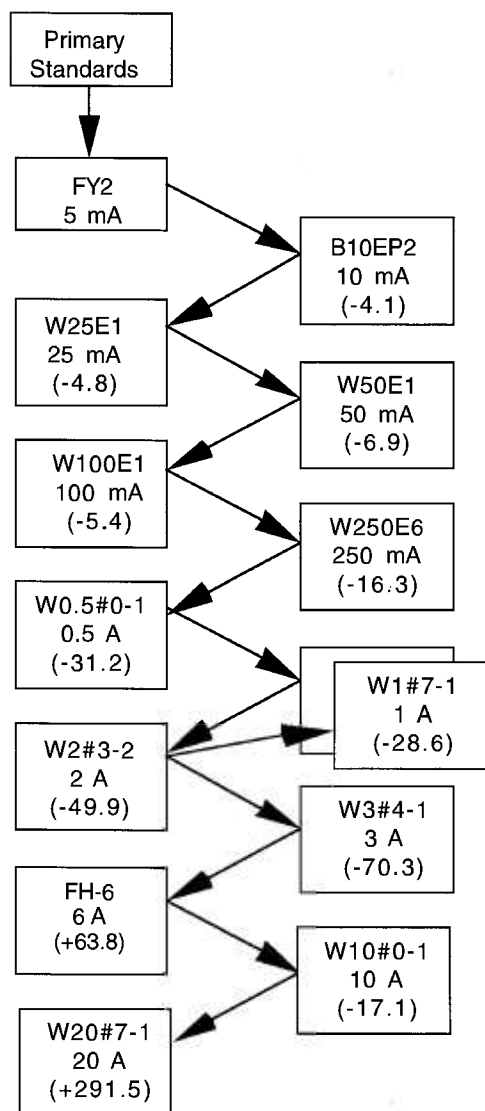 Primary
Standards
FY2
5 mA
B10EP2
10 mA
(-4.1)
W25E1
25 mA
(-4.8)
W50E1
50 mA
(-6.9)
W100E1
100 mA
(-5.4)
W250E6
250 mA
(-16.3)
W0.5#0-1
0.5 A
(-31.2)
W1#7-1
1 A
(-28.6)
W2#3-2
2 A
(-49.9)
W3#4-1
3 A
(-70.3)
FH-6
6 A
(+63.8)
W10#0-1
10 A
(-17.1)
W20#7-1
20 A
(+291.5)